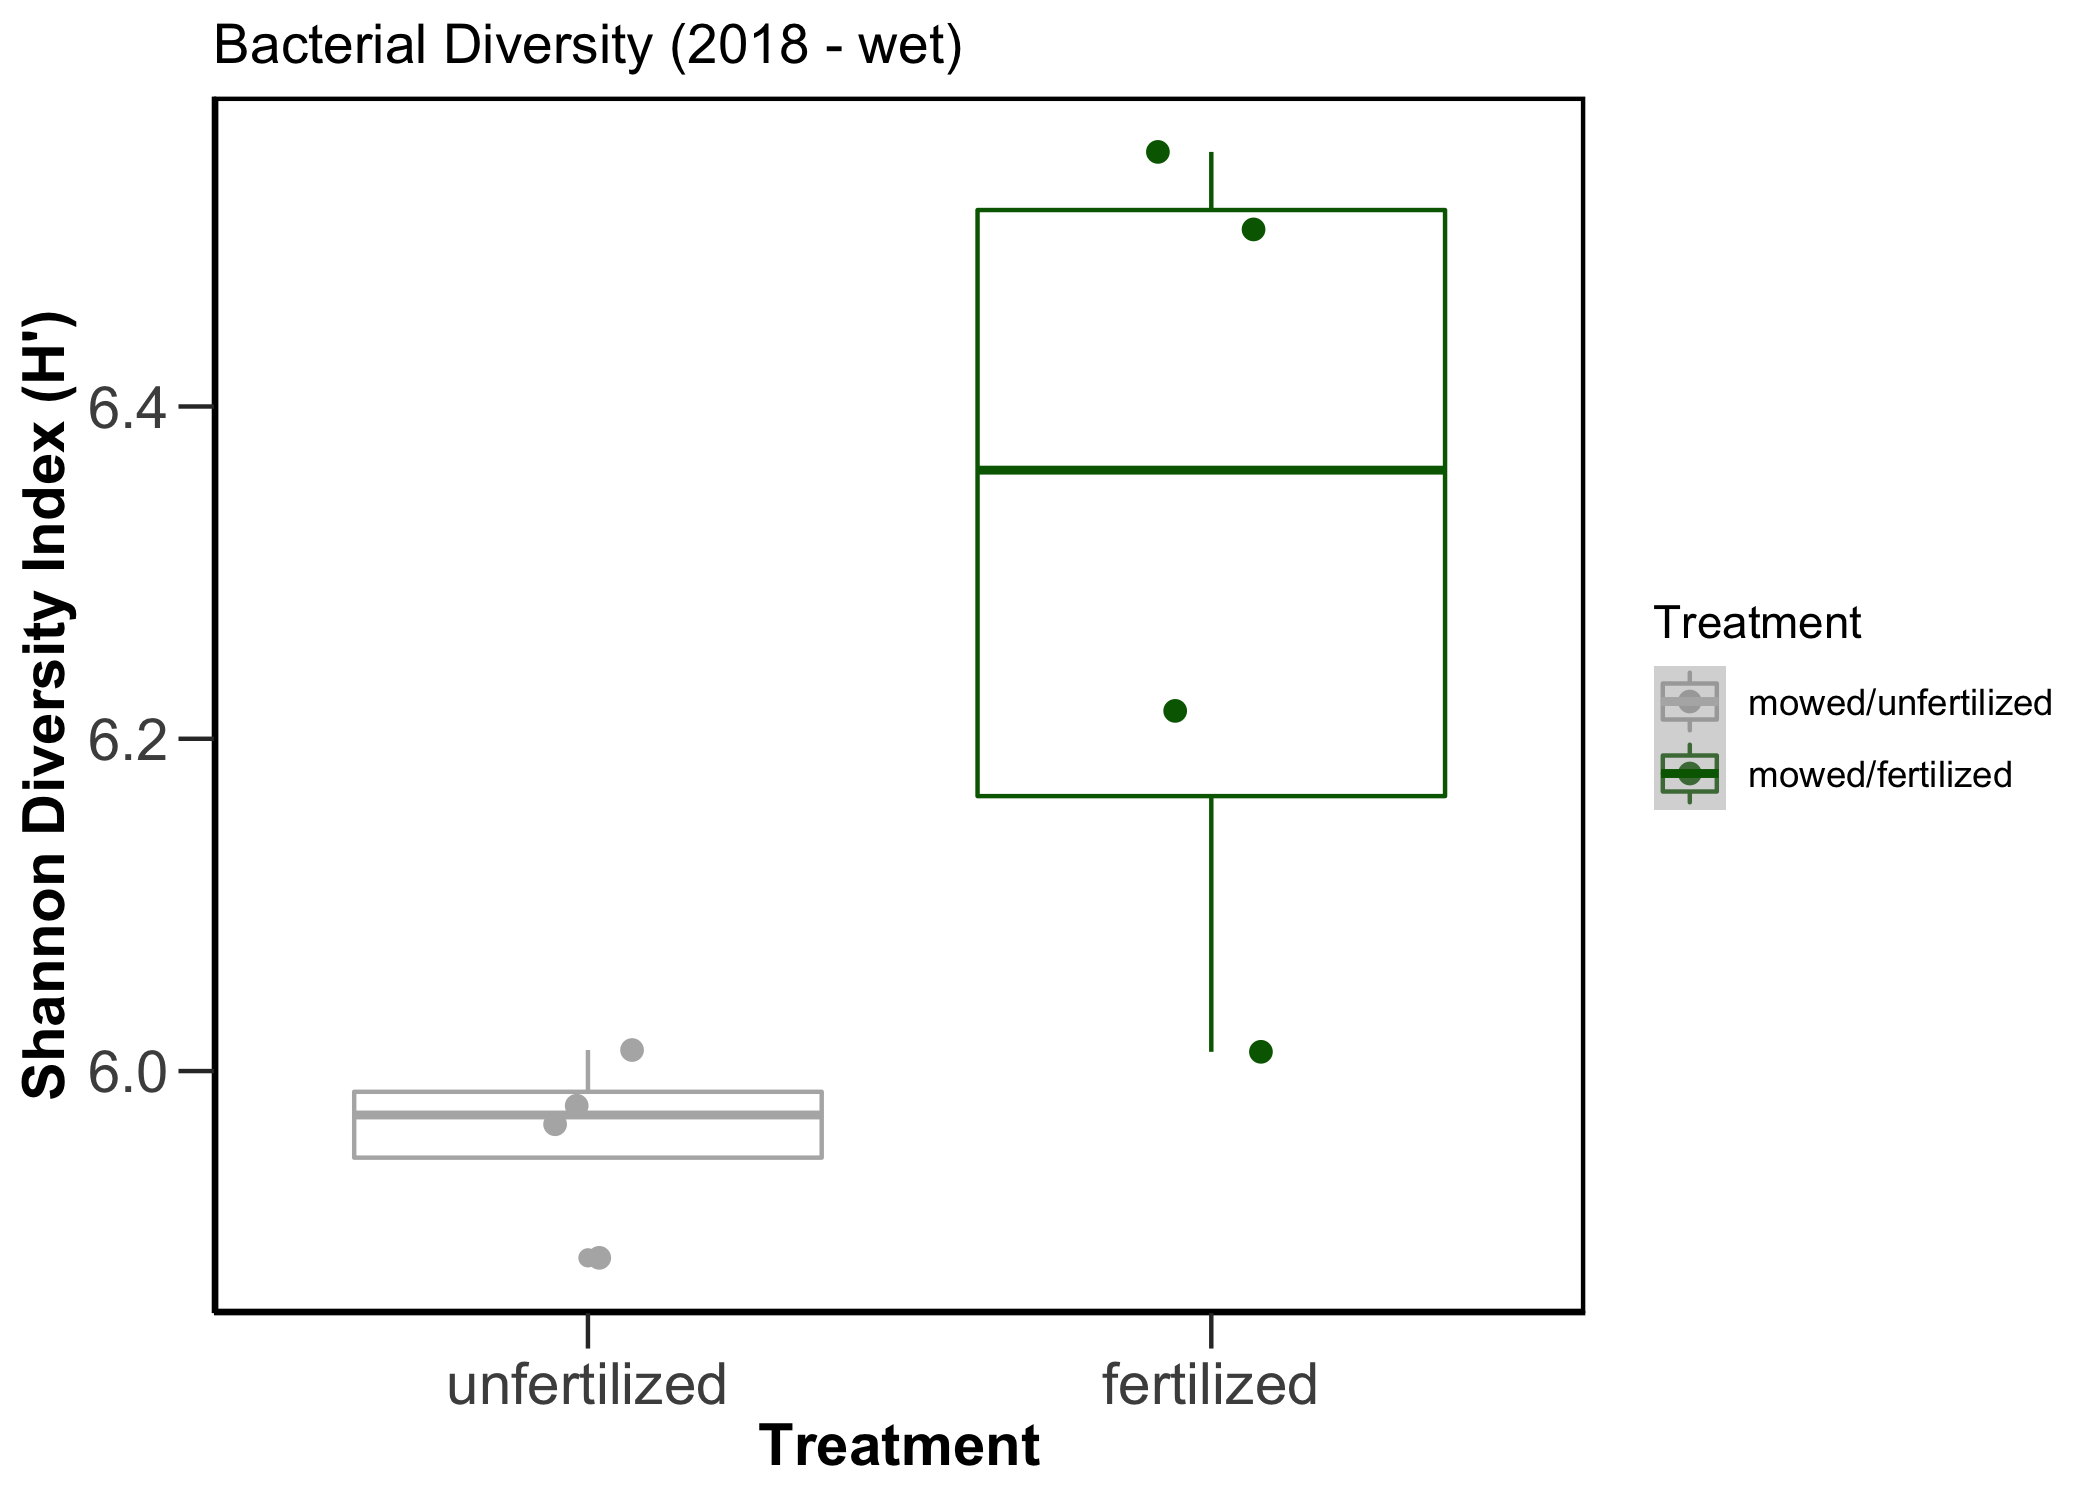 Bacterial Diversity (2018 - wet)
Shannon Diversity Index (H')
6.4
6.2
6.0
unfertilized
fertilized
Treatment
Treatment
mowed/unfertilized
mowed/fertilized